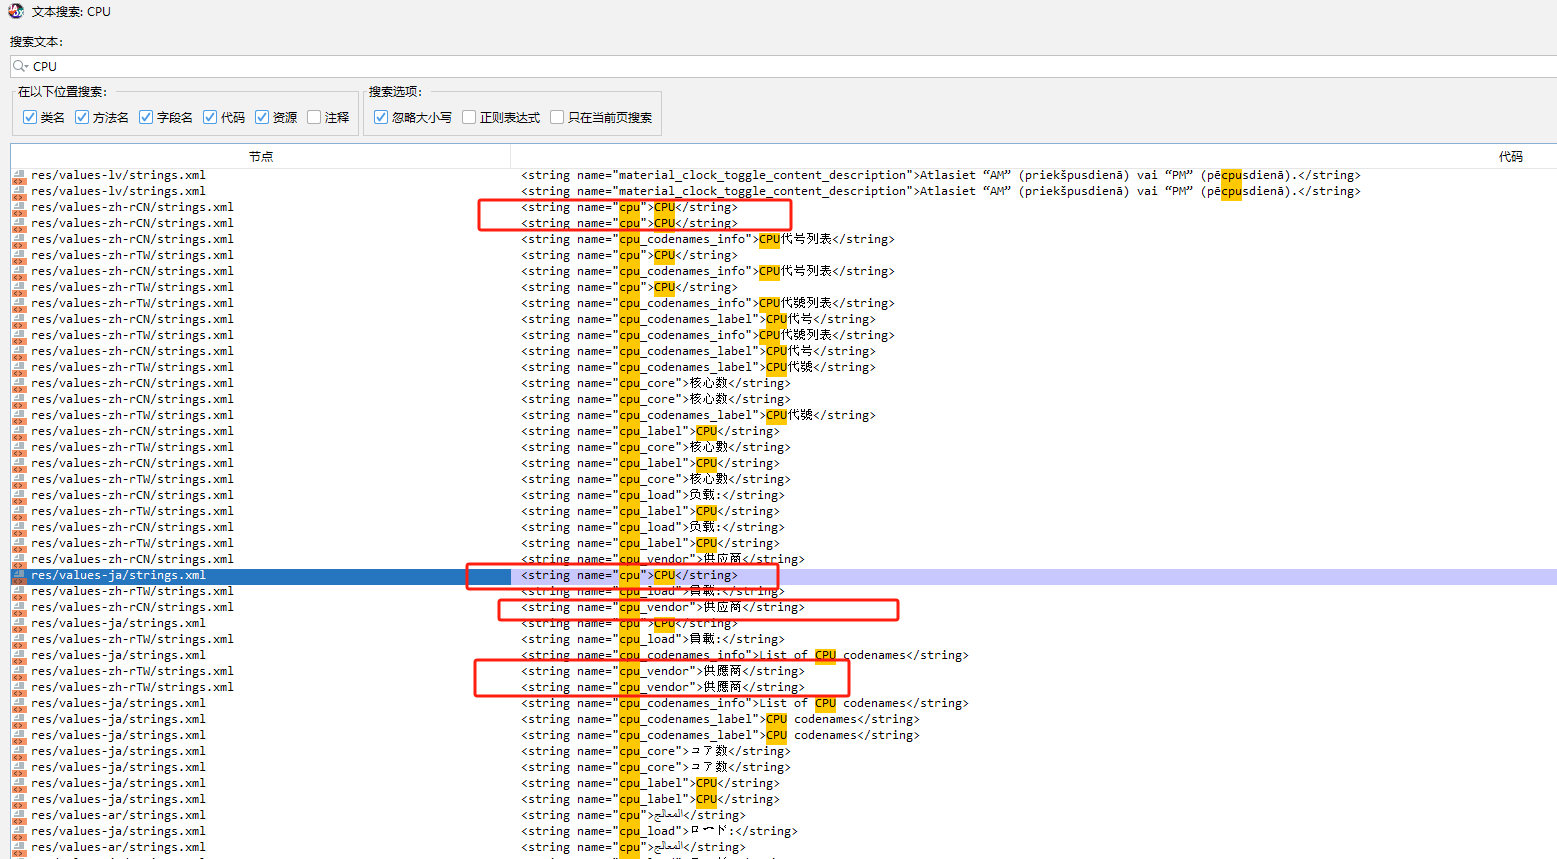 文本搜索: CPU
搜索文本:
CPU
在以下位置搜索: 搜索选项:
类名 方法名 字段名 代码 资源 注释 忽略大小写 正则表达式 只在当前页搜索
节点 代码
res/values-lv/strings.xml <string name="material_clock_toggle_content_description">Atlasiet “AM” (priekšpusdienā) vai “PM” (pēcpusdienā).</string>
res/values-lv/strings.xml <string name="material_clock_toggle_content_description">Atlasiet “AM” (priekšpusdienā) vai “PM” (pēcpusdienā).</string>
res/values-zh-rCN/strings.xml <string name="cpu">CPU</string>
res/values-zh-rCN/strings.xml <string name="cpu">CPU</string>
res/values-zh-rCN/strings.xml <string name="cpu_codenames_info">CPU代号列表</string>
res/values-zh-rTW/strings.xml <string name="cpu">CPU</string>
res/values-zh-rCN/strings.xml <string name="cpu_codenames_info">CPU代号列表</string>
res/values-zh-rTW/strings.xml <string name="cpu">CPU</string>
res/values-zh-rTW/strings.xml <string name="cpu_codenames_info">CPU代號列表</string>
res/values-zh-rCN/strings.xml <string name="cpu_codenames_label">CPU代号</string>
res/values-zh-rTW/strings.xml <string name="cpu_codenames_info">CPU代號列表</string>
res/values-zh-rCN/strings.xml <string name="cpu_codenames_label">CPU代号</string>
res/values-zh-rTW/strings.xml <string name="cpu_codenames_label">CPU代號</string>
res/values-zh-rCN/strings.xml <string name="cpu_core">核心数</string>
res/values-zh-rCN/strings.xml <string name="cpu_core">核心数</string>
res/values-zh-rTW/strings.xml <string name="cpu_codenames_label">CPU代號</string>
res/values-zh-rCN/strings.xml <string name="cpu_label">CPU</string>
res/values-zh-rTW/strings.xml <string name="cpu_core">核心數</string>
res/values-zh-rCN/strings.xml <string name="cpu_label">CPU</string>
res/values-zh-rTW/strings.xml <string name="cpu_core">核心數</string>
res/values-zh-rCN/strings.xml <string name="cpu_load">负载:</string>
res/values-zh-rTW/strings.xml <string name="cpu_label">CPU</string>
res/values-zh-rCN/strings.xml <string name="cpu_load">负载:</string>
res/values-zh-rTW/strings.xml <string name="cpu_label">CPU</string>
res/values-zh-rCN/strings.xml <string name="cpu_vendor">供应商</string>
res/values-ja/strings.xml <string name="cpu">CPU</string>
res/values-zh-rTW/strings.xml <string name="cpu_load">負載:</string>
res/values-zh-rCN/strings.xml <string name="cpu_vendor">供应商</string>
res/values-ja/strings.xml <string name="cpu">CPU</string>
res/values-zh-rTW/strings.xml <string name="cpu_load">負載:</string>
res/values-ja/strings.xml <string name="cpu_codenames_info">List of CPU codenames</string>
res/values-zh-rTW/strings.xml <string name="cpu_vendor">供應商</string>
res/values-zh-rTW/strings.xml <string name="cpu_vendor">供應商</string>
res/values-ja/strings.xml <string name="cpu_codenames_info">List of CPU codenames</string>
res/values-ja/strings.xml <string name="cpu_codenames_label">CPU codenames</string>
res/values-ja/strings.xml <string name="cpu_codenames_label">CPU codenames</string>
res/values-ja/strings.xml <string name="cpu_core">コア数</string>
res/values-ja/strings.xml <string name="cpu_core">コア数</string>
res/values-ja/strings.xml <string name="cpu_label">CPU</string>
res/values-ja/strings.xml <string name="cpu_label">CPU</string>
res/values-ar/strings.xml <string name="cpu">المعالج</string>
res/values-ja/strings.xml <string name="cpu_load">ロード:</string>
res/values-ar/strings.xml <string name="cpu">المعالج</string>